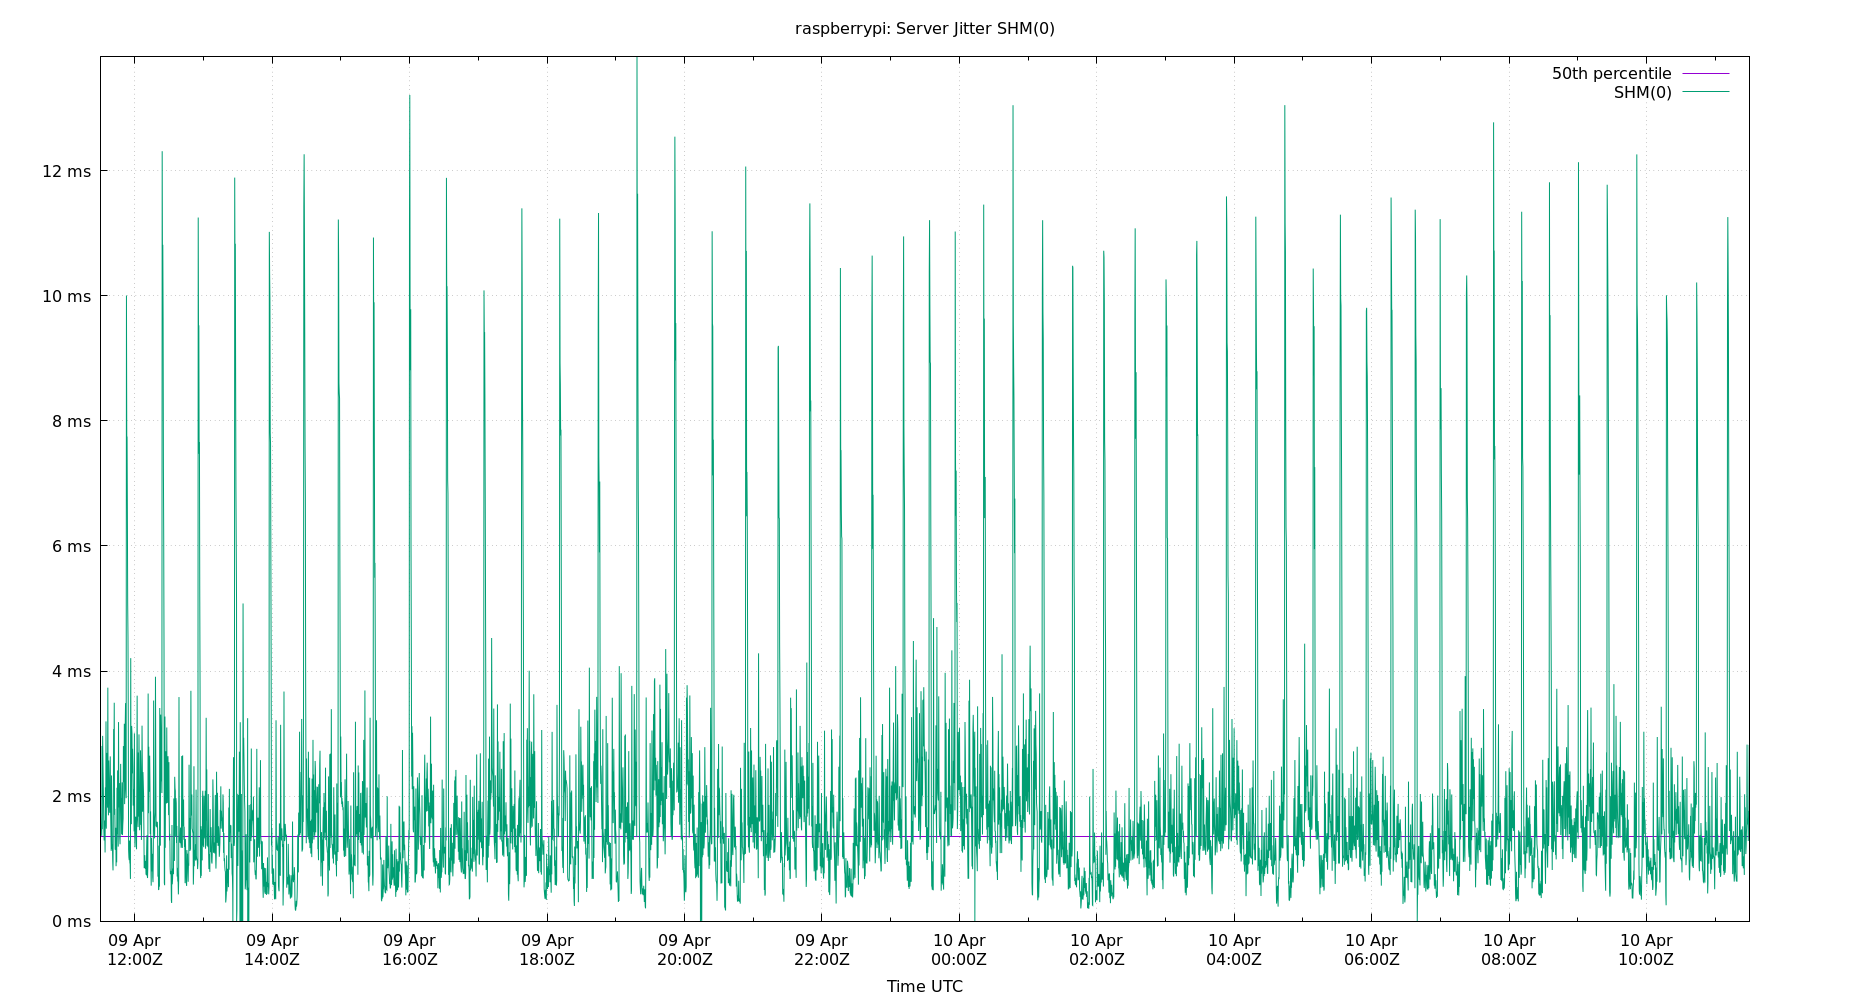 raspberrypi: Server Jitter SHM(0)
50th percentile
SHM(0)
12 ms
10 ms
8 ms
6 ms
4 ms
2 ms
0 ms
09 Apr 09 Apr 09 Apr 09 Apr 09 Apr 09 Apr 10 Apr 10 Apr 10 Apr 10 Apr 10 Apr 10 Apr
12:00Z 14:00Z 16:00Z 18:00Z 20:00Z 22:00Z 00:00Z 02:00Z 04:00Z 06:00Z 08:00Z 10:00Z
Time UTC